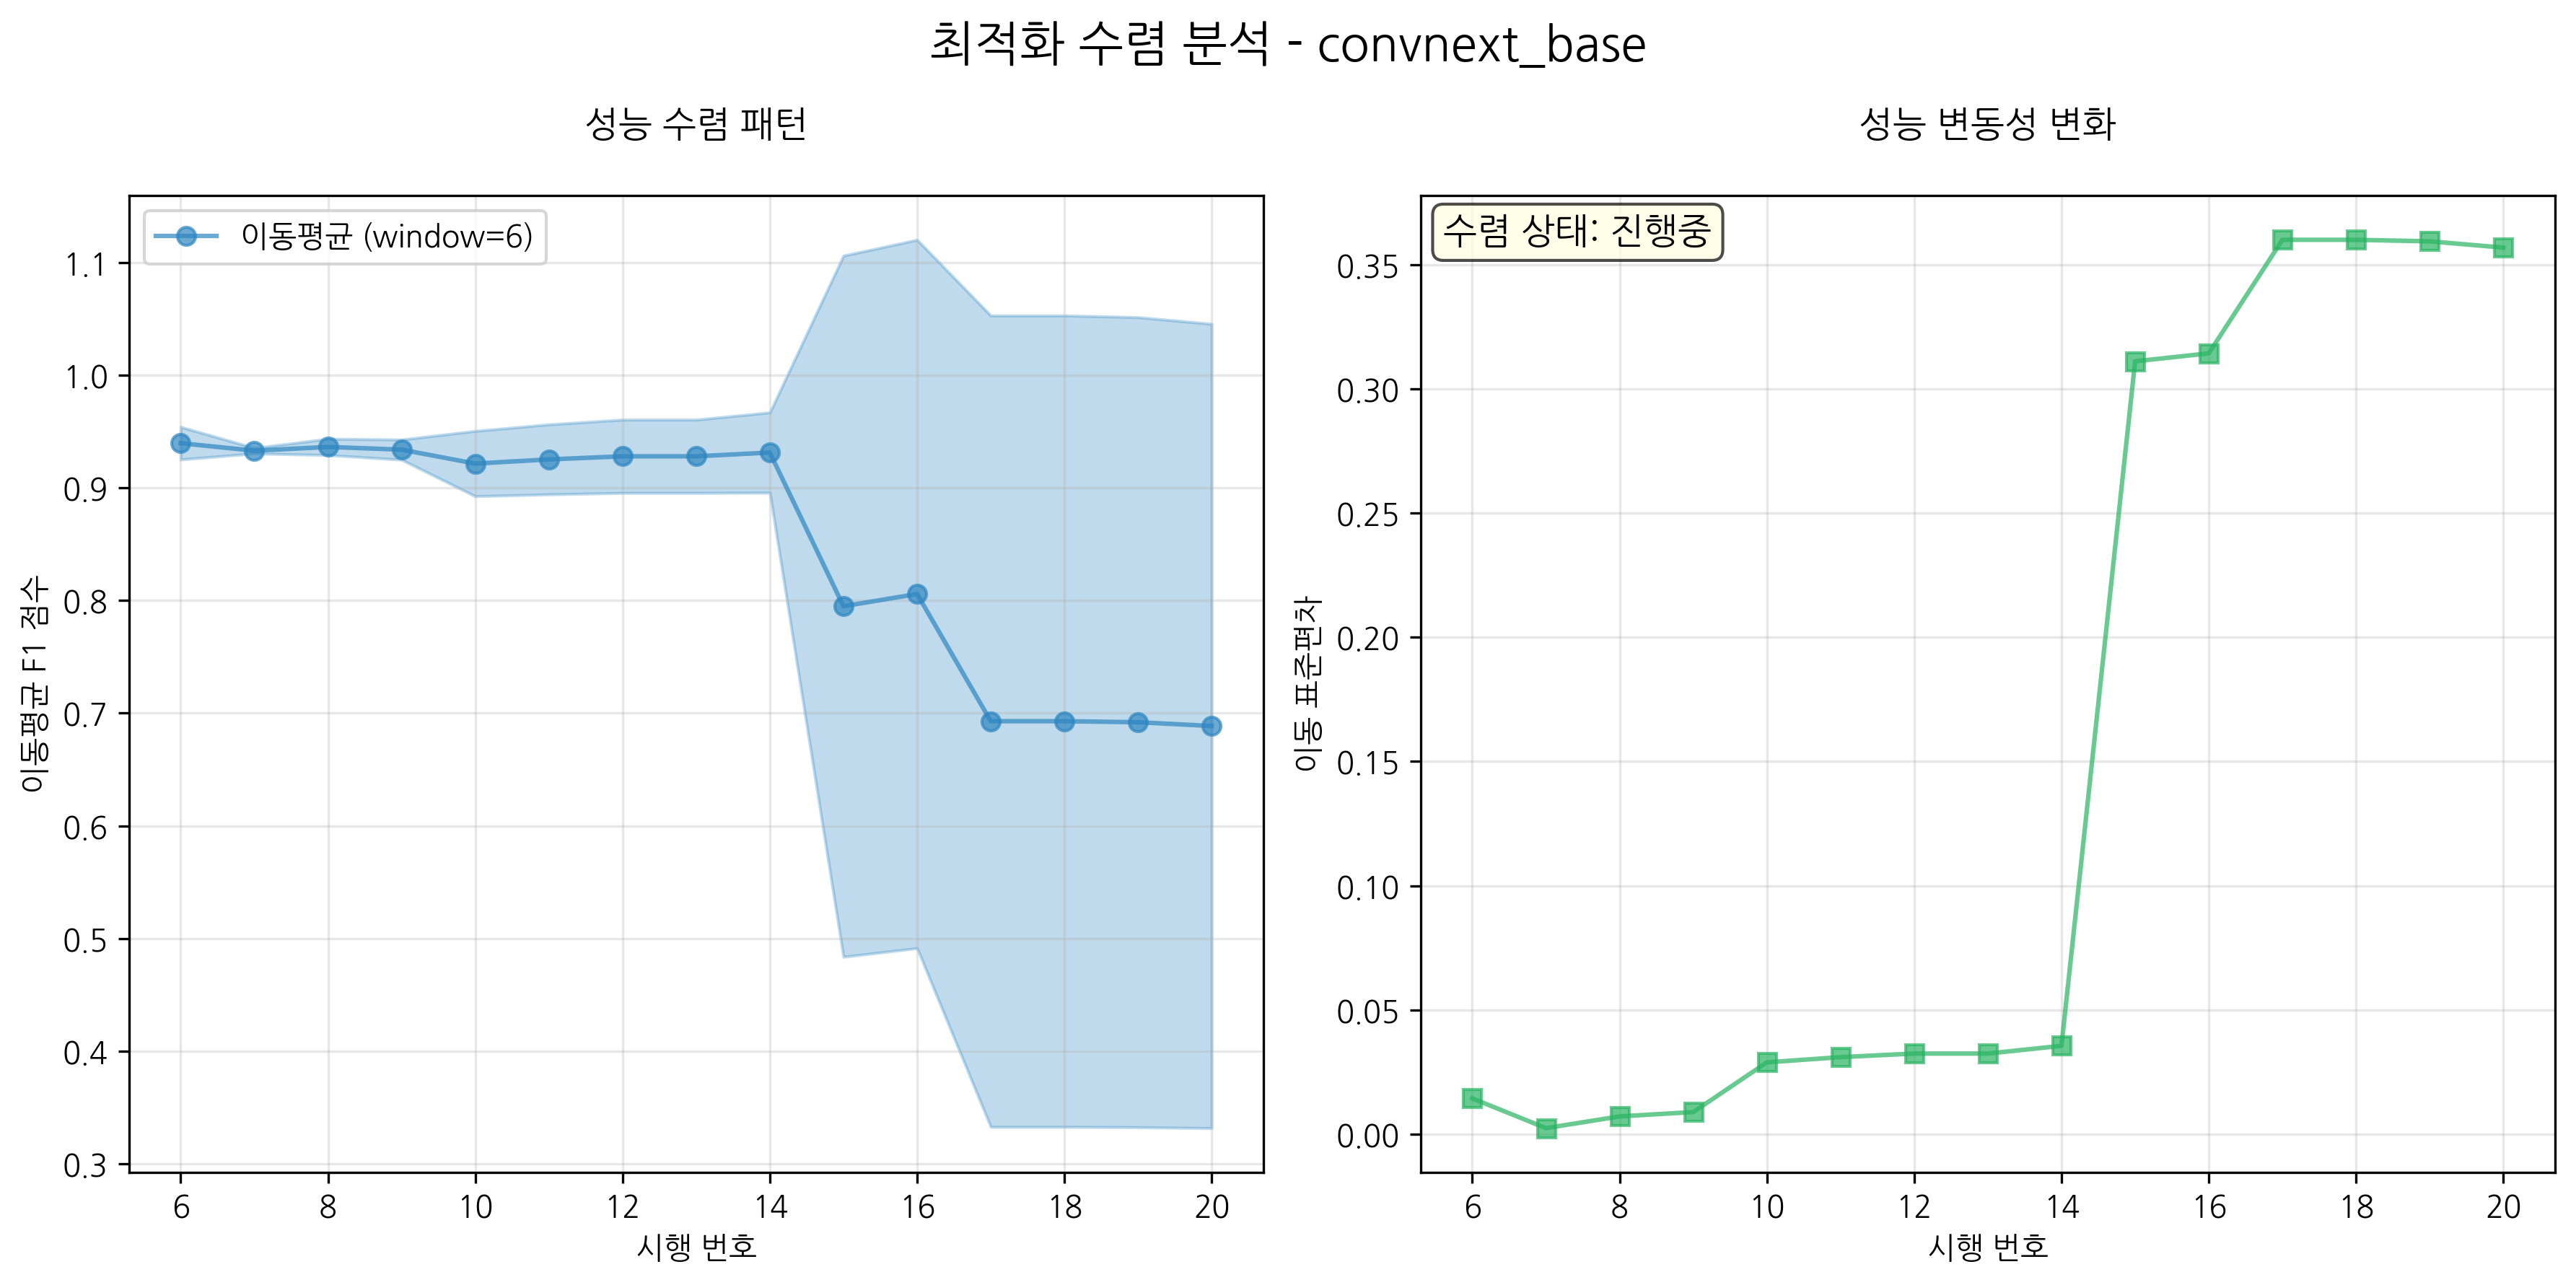 최적화 수렴 분석 - convnext_base
성능 수렴 패턴
이동평균 (window=6)
이동평균 F1 점수
1.1
1.0
0.9
0.8
0.7
0.6
0.5
0.4
0.3
6 8 10 12 14 16 18 20
시행 번호
성능 변동성 변화
수렴 상태: 진행중
이동 표준편차
0.35
0.30
0.25
0.20
0.15
0.10
0.05
0.00
6 8 10 12 14 16 18 20
시행 번호